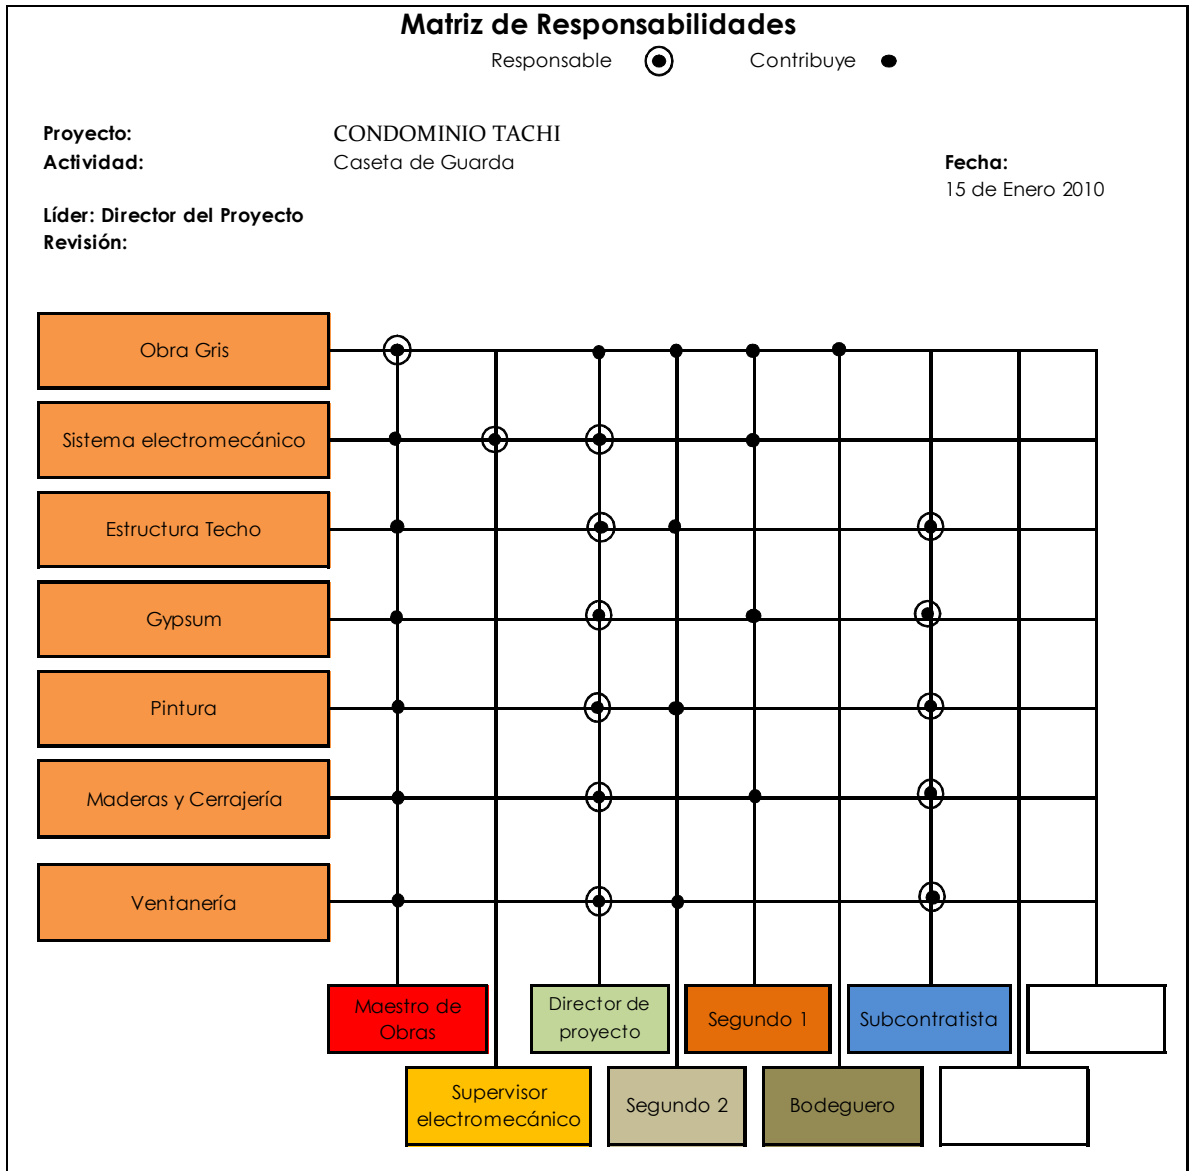 Matriz de Responsabilidades
Responsable Contribuye
Proyecto: CONDOMINIO TACHI
Actividad: Caseta de Guarda Fecha:
15 de Enero 2010
Líder: Director del Proyecto
Revisión:
Obra Gris
Sistema electromecánico
Estructura Techo
Gypsum
Pintura
Maderas y Cerrajería
Ventanería
Maestro de
Obras
Director de
proyecto
Segundo 1
Subcontratista
Supervisor
electromecánico
Segundo 2
Bodeguero